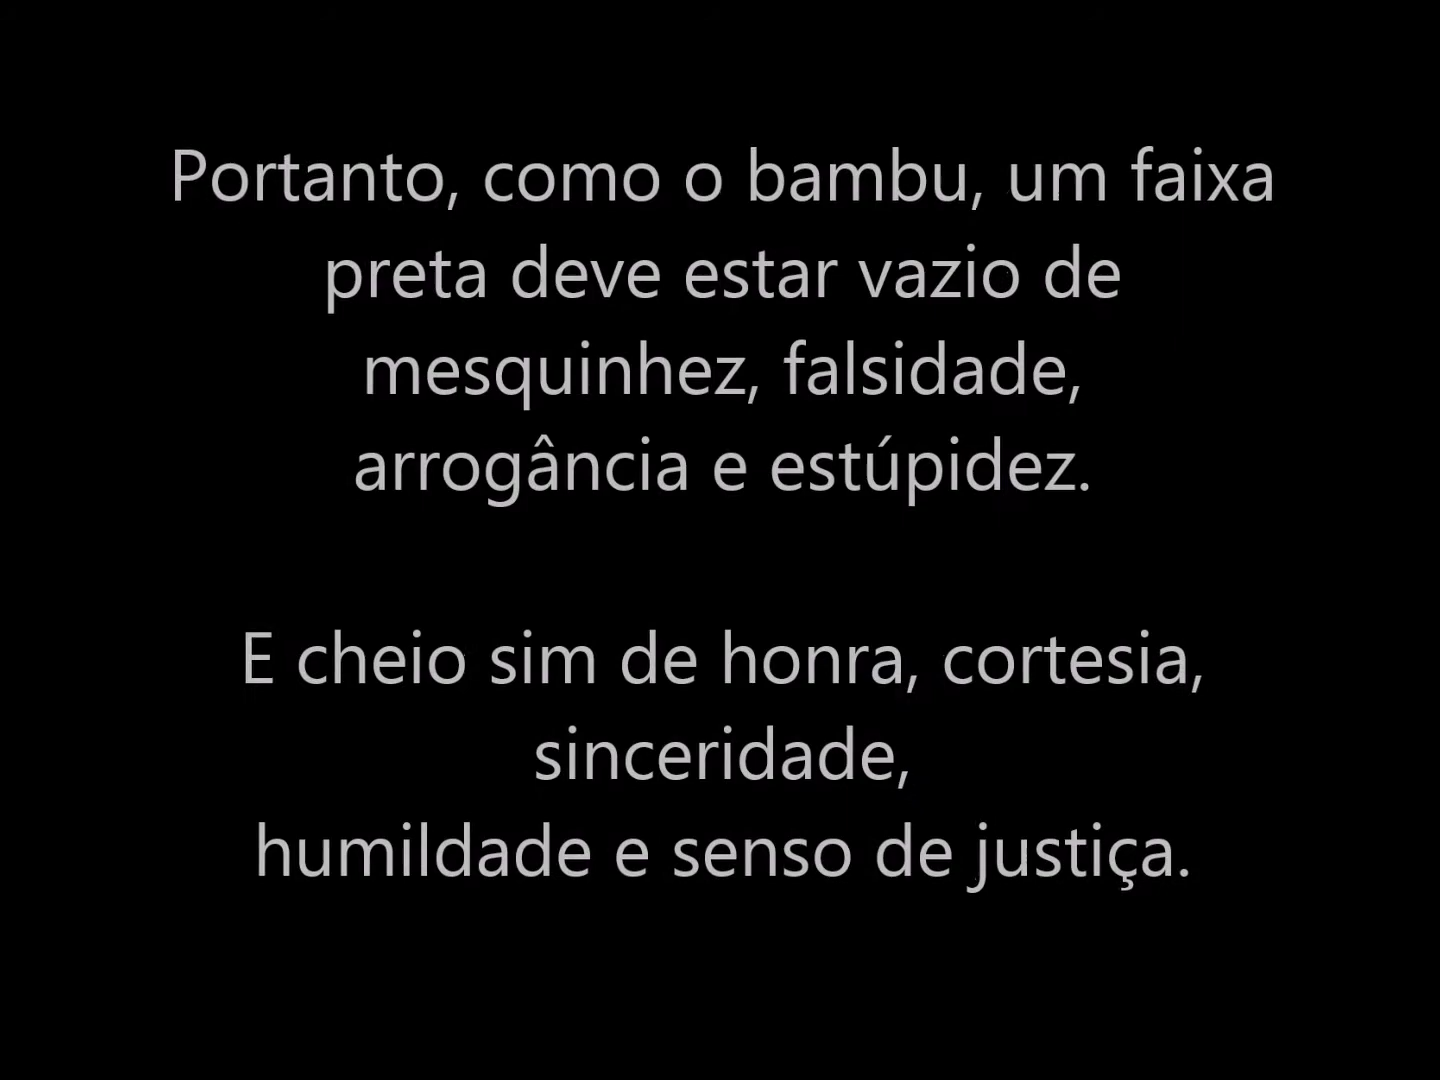 Portanto, como o bambu, um faixa
preta deve estar vazio de
mesquinhez, falsidade,
arrogância e estúpidez.
E cheio sim de honra, cortesia,
sinceridade,
humildade e senso de justiça.